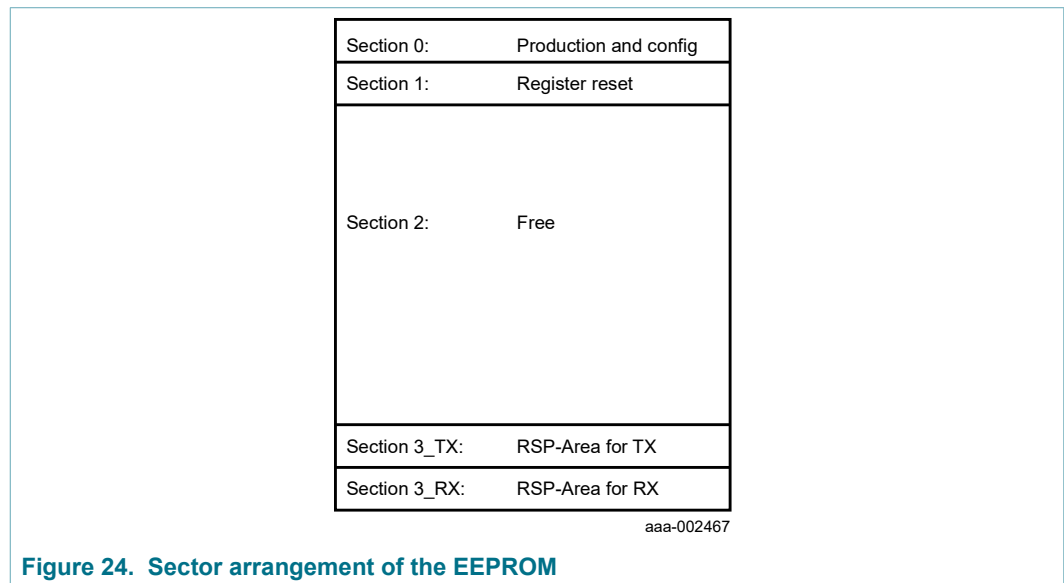 Section 0: Production and config
Section 1: Register reset
Section 2: Free
Section 3_TX: RSP-Area for TX
Section 3_RX: RSP-Area for RX
aaa-002467
Figure 24. Sector arrangement of the EEPROM